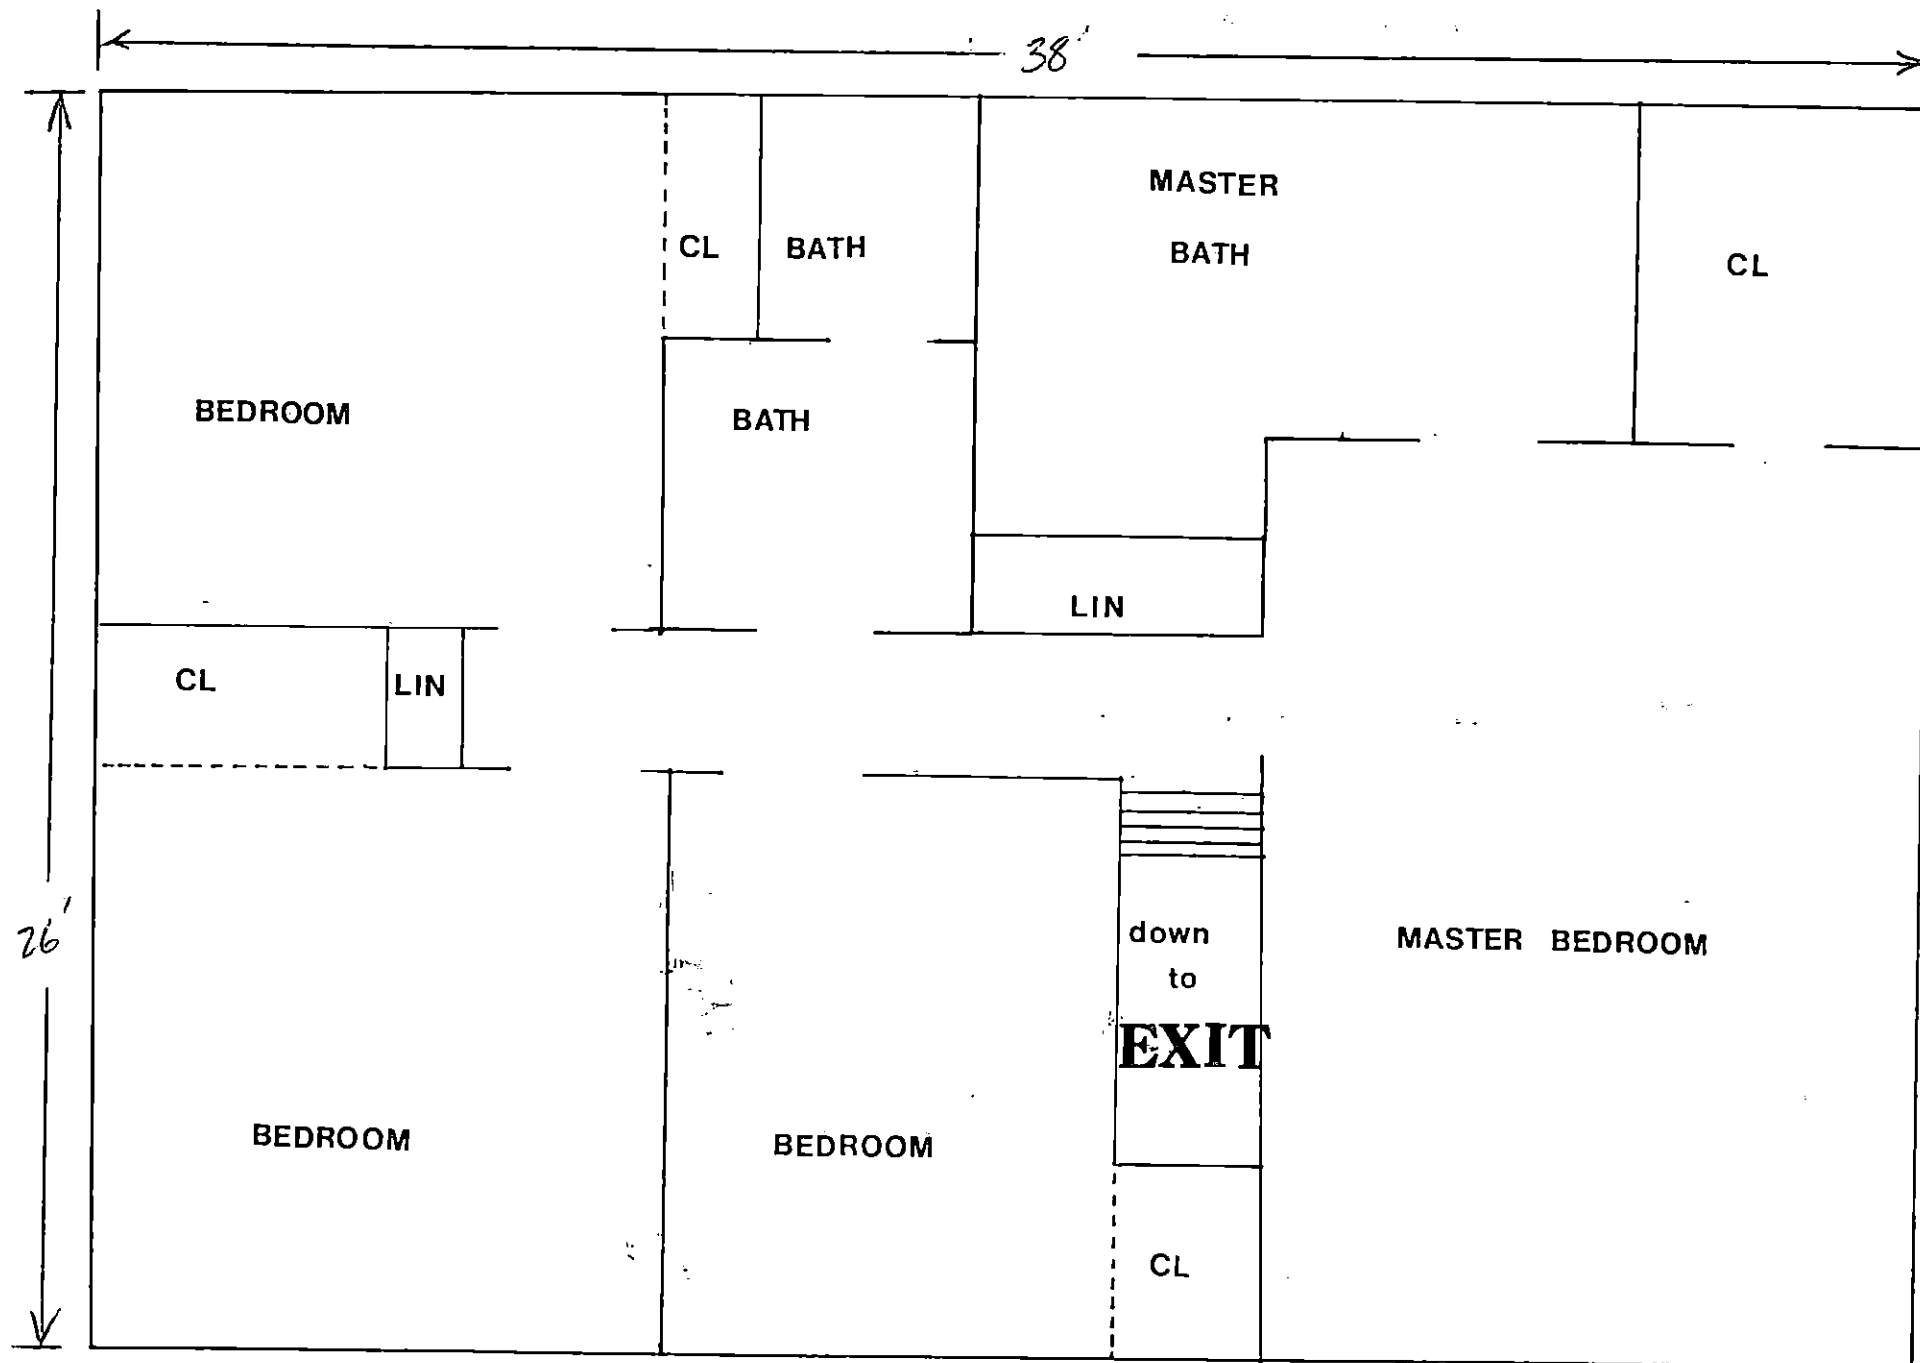 38'
MASTER
BATH
CL
BATH
CL
BEDROOM
BATH
LIN
CL
LIN
26'
down
to
EXIT
MASTER BEDROOM
BEDROOM
BEDROOM
CL